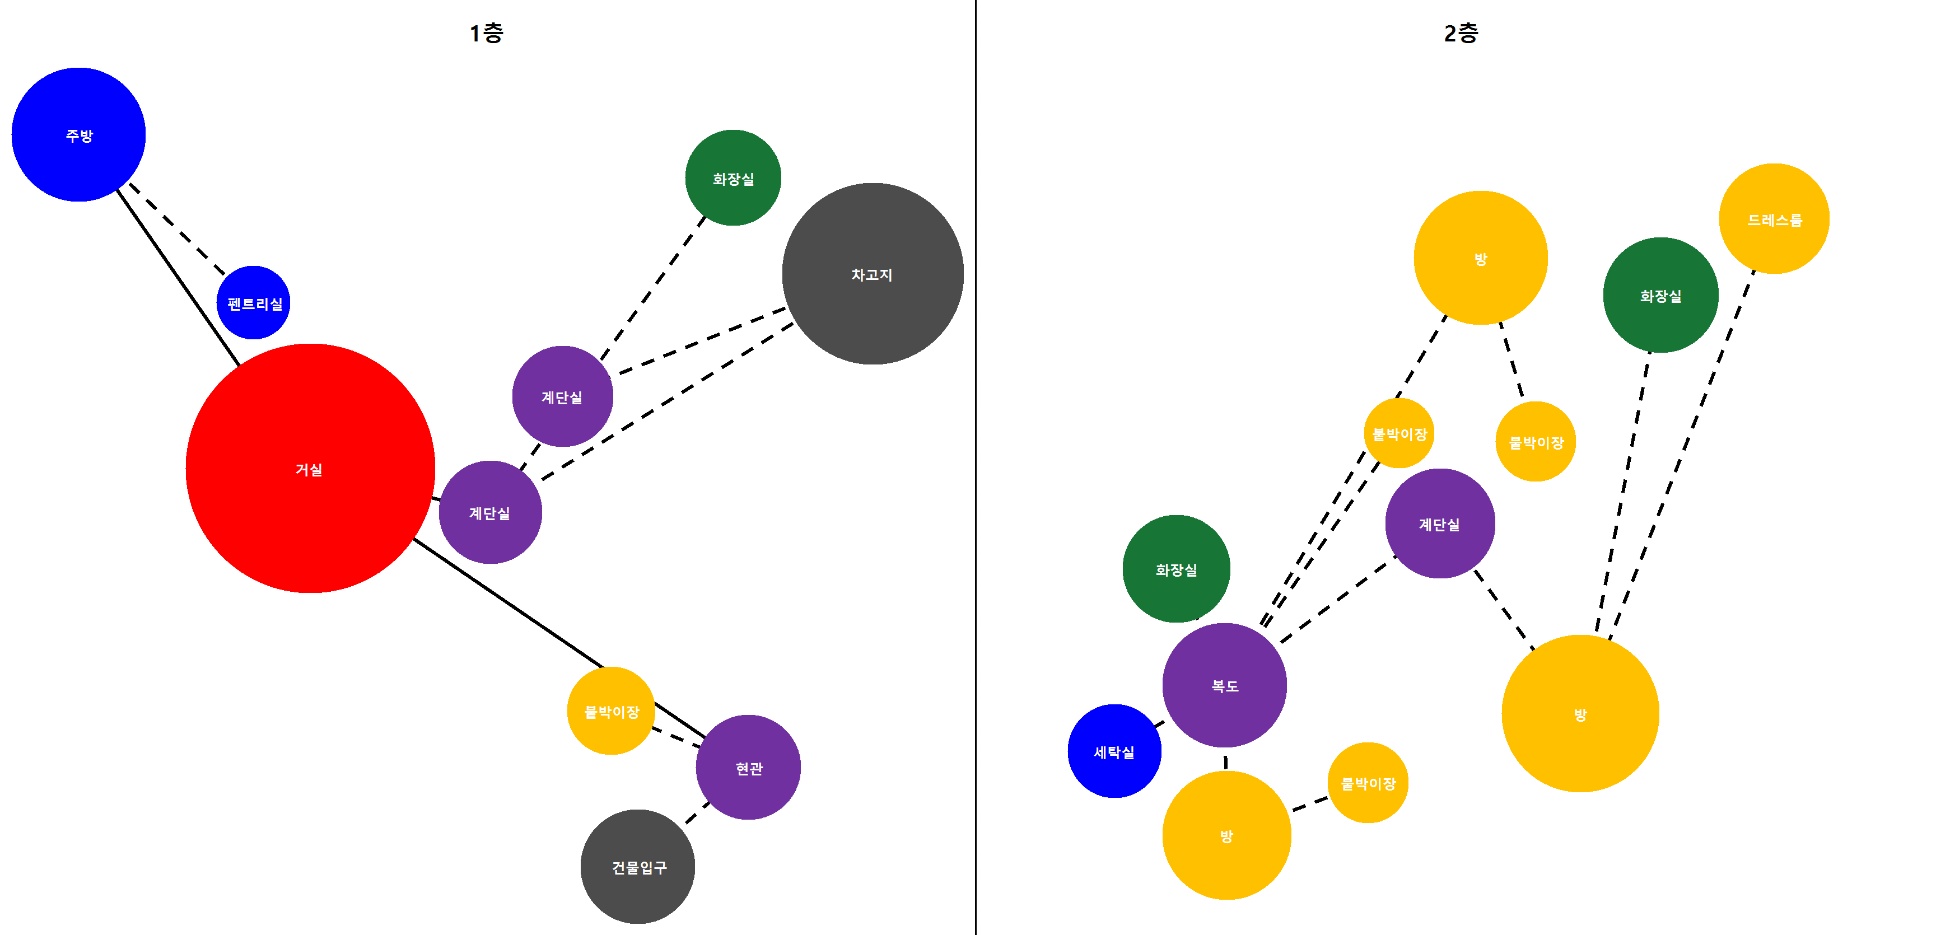 1층
주방
화장실
차고지
펜트리실
계단실
거실
계단실
붙박이장
현관
건물입구
2층
드레스룸
방
화장실
붙박이장
붙박이장
계단실
화장실
복도
방
세탁실
붙박이장
방